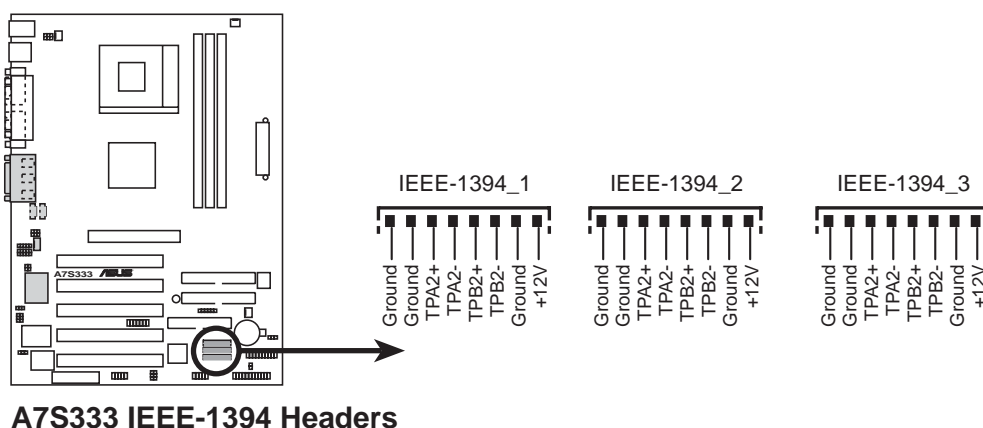 IEEE-1394_1
IEEE-1394_2
IEEE-1394_3
Ground
Ground
TPA2+
TPA2-
TPB2+
TPB2-
Ground
+12V
Ground
Ground
TPA2+
TPA2-
TPB2+
TPB2-
Ground
+12V
Ground
Ground
TPA2+
TPA2-
TPB2+
TPB2-
Ground
+12V
A7S333 ASUS
A7S333 IEEE-1394 Headers